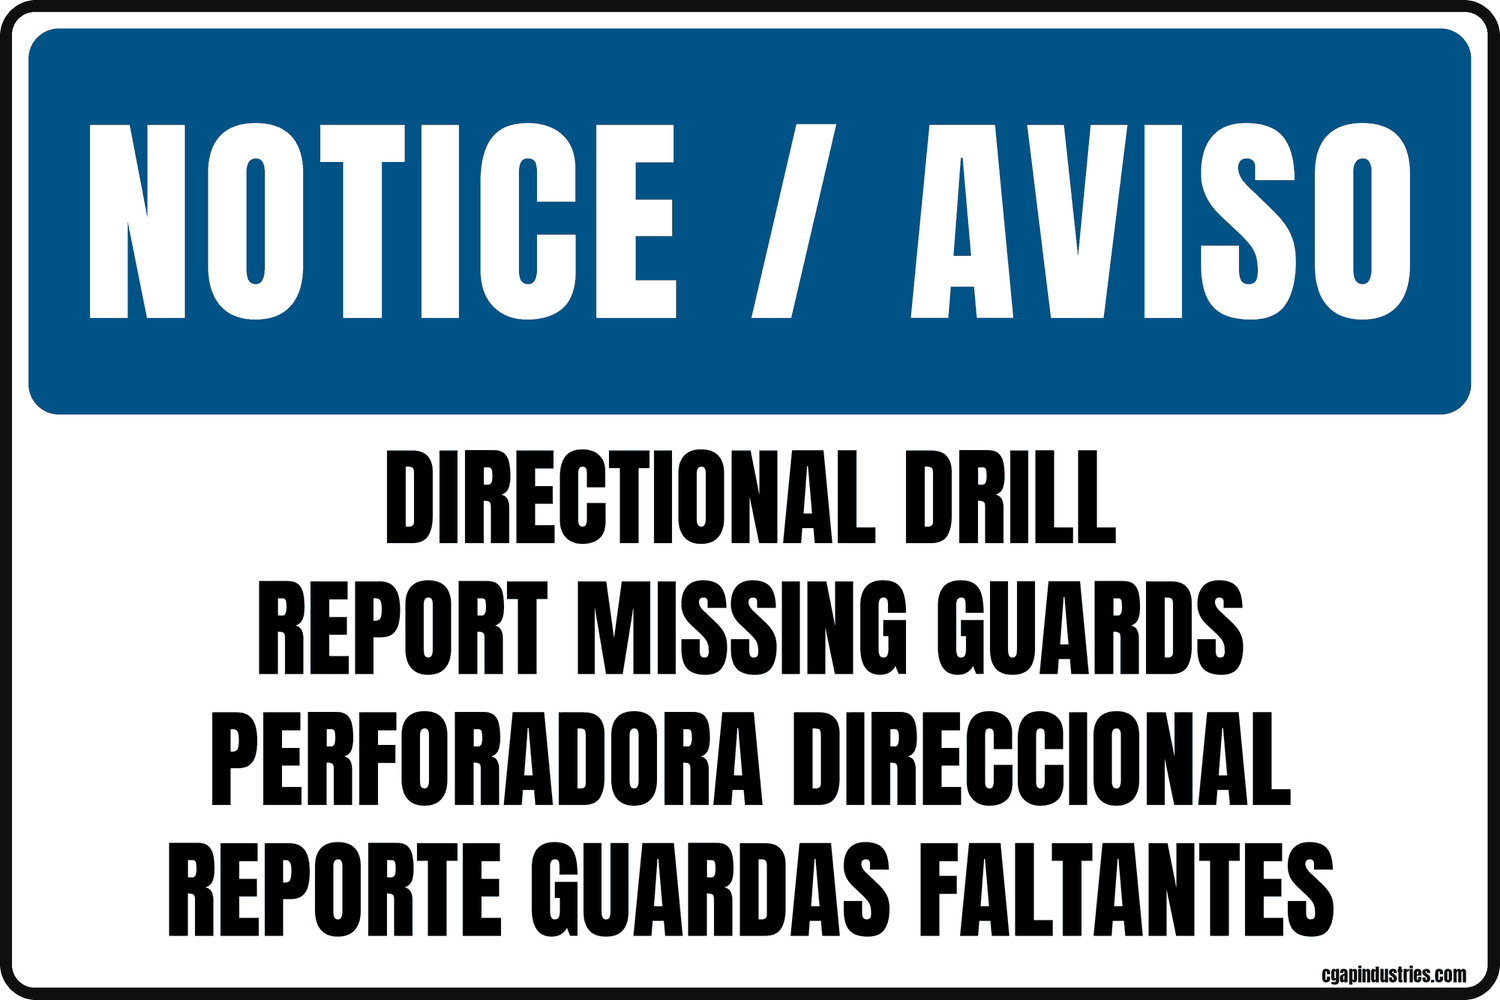 NOTICE / AVISO
DIRECTIONAL DRILL
REPORT MISSING GUARDS
PERFORADORA DIRECCIONAL
REPORTE GUARDAS FALTANTES
cgapindustries.com